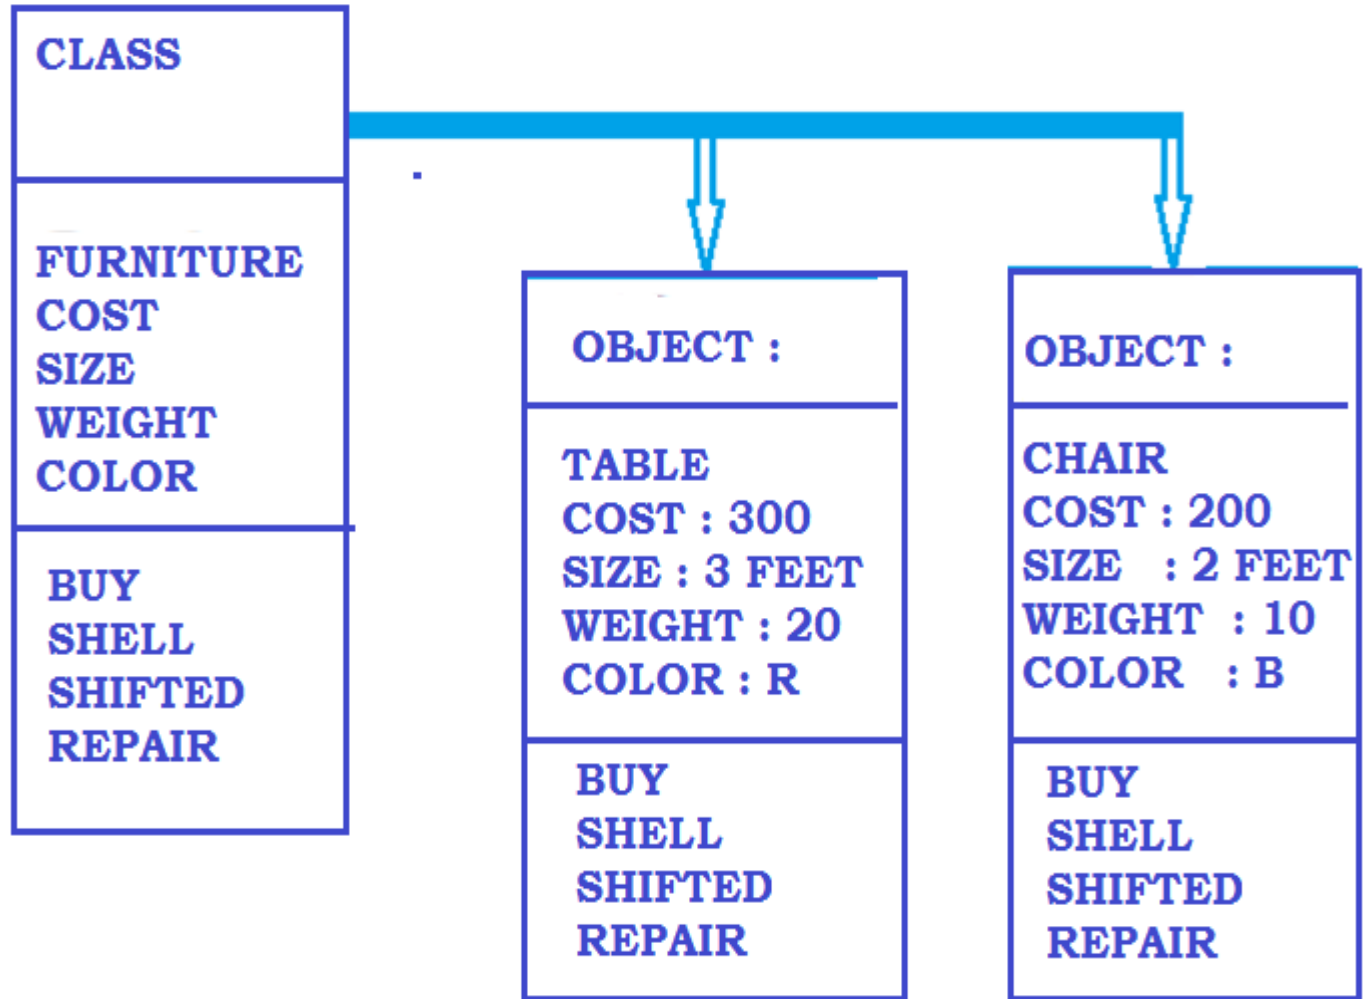 CLASS
FURNITURE
COST
SIZE
WEIGHT
COLOR
BUY
SHELL
SHIFTED
REPAIR
OBJECT :
TABLE
COST : 300
SIZE : 3 FEET
WEIGHT : 20
COLOR : R
BUY
SHELL
SHIFTED
REPAIR
OBJECT :
CHAIR
COST : 200
SIZE : 2 FEET
WEIGHT : 10
COLOR : B
BUY
SHELL
SHIFTED
REPAIR